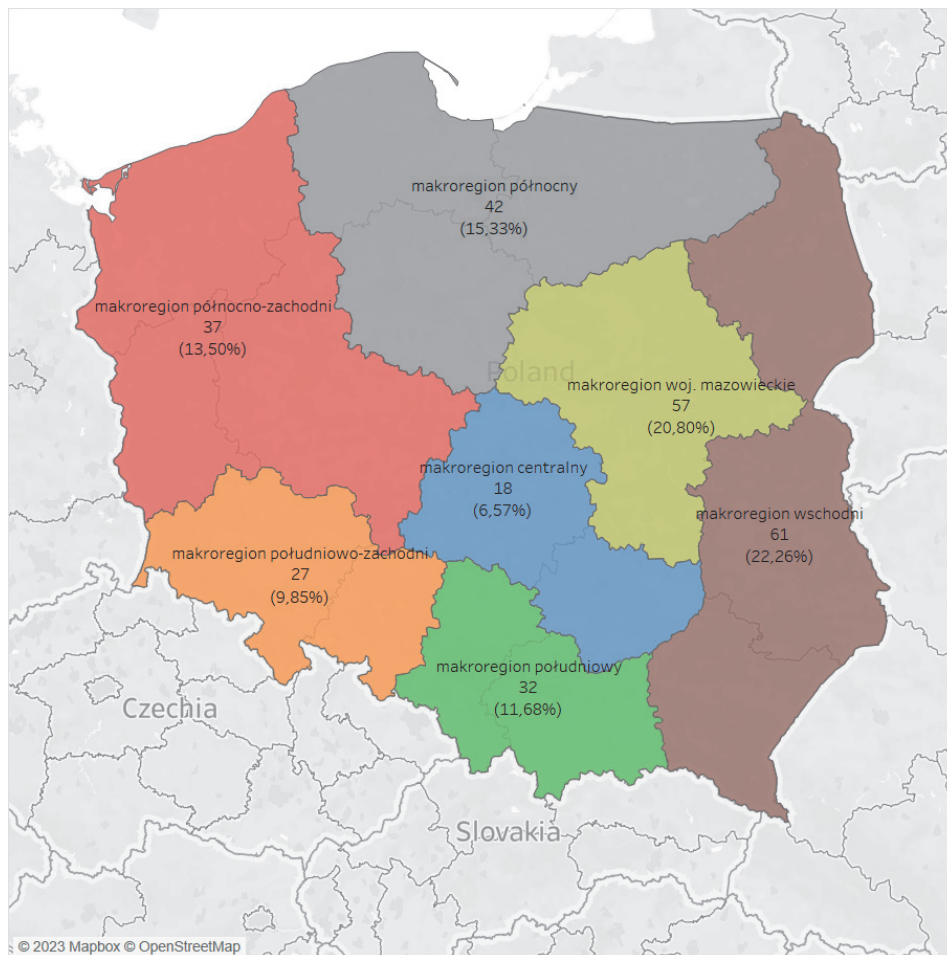 makroregion północny
42
(15,33%)
makroregion północno-zachodni
37
(13,50%)
Poland
makroregion woj. mazowieckie
57
(20,80%)
makroregion centralny
18
(6,57%)
makroregion wschodni
61
(22,26%)
makroregion południowo-zachodni
27
(9,85%)
makroregion południowy
32
(11,68%)
Czechia
Slovakia
© 2023 Mapbox © OpenStreetMap